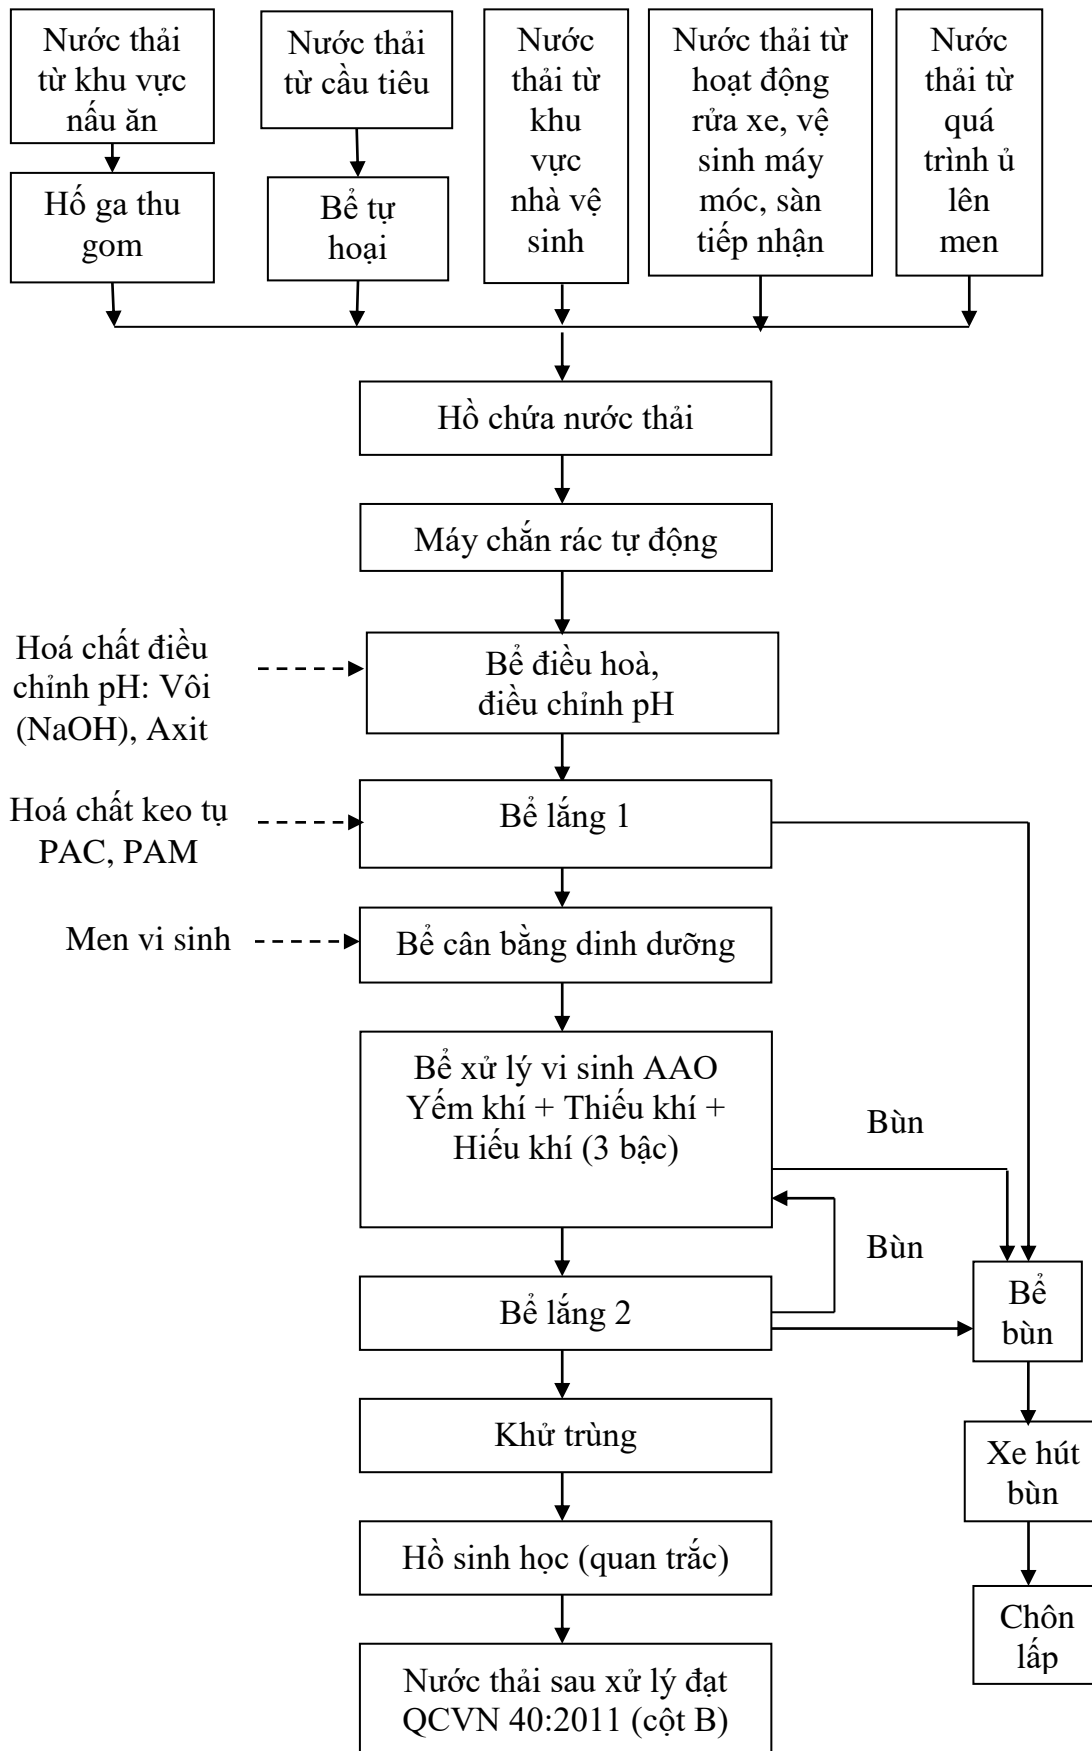 Nước thải
từ khu vực
nấu ăn
Nước thải
từ cầu tiêu
Nước
thải từ
khu
vực
nhà vệ
sinh
Nước thải từ
hoạt động
rửa xe, vệ
sinh máy
móc, sàn
tiếp nhận
Nước
thải từ
quá
trình ủ
lên
men
Hố ga thu
gom
Bể tự
hoại
Hồ chứa nước thải
Máy chắn rác tự động
Hoá chất điều
chỉnh pH: Vôi
(NaOH), Axit
Bể điều hoà,
điều chỉnh pH
Hoá chất keo tụ
PAC, PAM
Bể lắng 1
Men vi sinh
Bể cân bằng dinh dưỡng
Bể xử lý vi sinh AAO
Yếm khí + Thiếu khí +
Hiếu khí (3 bậc)
Bùn
Bùn
Bể lắng 2
Bể
bùn
Khử trùng
Xe hút
bùn
Hồ sinh học (quan trắc)
Chôn
lấp
Nước thải sau xử lý đạt
QCVN 40:2011 (cột B)